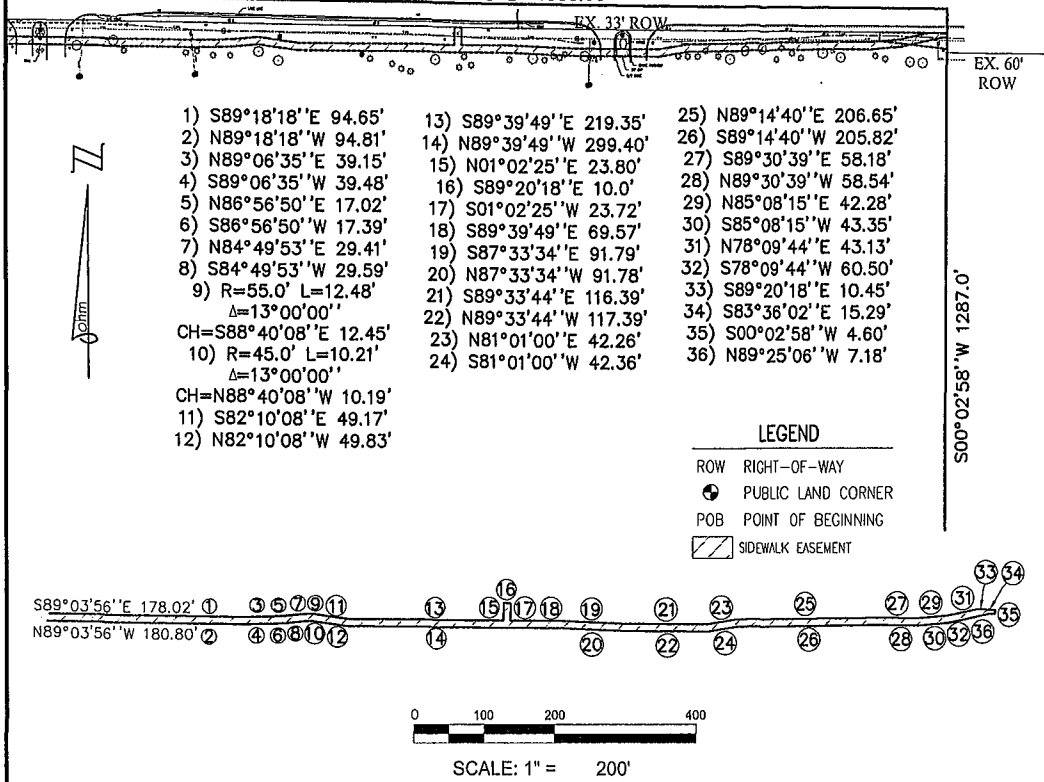 EX. 33' ROW
EX. 60'
ROW
1) S89°18'18''E 94.65'
2) N89°18'18''W 94.81'
3) N89°06'35''E 39.15'
4) S89°06'35''W 39.48'
5) N86°56'50''E 17.02'
6) S86°56'50''W 17.39'
7) N84°49'53''E 29.41'
8) S84°49'53''W 29.59'
9) R=55.0' L=12.48'
Δ=13°00'00''
CH=S88°40'08''E 12.45'
10) R=45.0' L=10.21'
Δ=13°00'00''
CH=N88°40'08''W 10.19'
11) S82°10'08''E 49.17'
12) N82°10'08''W 49.83'
13) S89°39'49''E 219.35'
14) N89°39'49''W 299.40'
15) N01°02'25''E 23.80'
16) S89°20'18''E 10.0'
17) S01°02'25''W 23.72'
18) S89°39'49''E 69.57'
19) S87°33'34''E 91.79'
20) N87°33'34''W 91.78'
21) S89°33'44''E 116.39'
22) N89°33'44''W 117.39'
23) N81°01'00''E 42.26'
24) S81°01'00''W 42.36'
25) N89°14'40''E 206.65'
26) S89°14'40''W 205.82'
27) S89°30'39''E 58.18'
28) N89°30'39''W 58.54'
29) N85°08'15''E 42.28'
30) S85°08'15''W 43.35'
31) N78°09'44''E 43.13'
32) S78°09'44''W 60.50'
33) S89°20'18''E 10.45'
34) S83°36'02''E 15.29'
35) S00°02'58''W 4.60'
36) N89°25'06''W 7.18'
N
ohm
S00°02'58''W 1287.0'
LEGEND
ROW RIGHT-OF-WAY
PUBLIC LAND CORNER
POB POINT OF BEGINNING
SIDEWALK EASEMENT
S89°03'56''E 178.02' 1 3 5 7 9 11 13 15 16 17 18 19 21 23 25 27 29 31 33 34
N89°03'56''W 180.80' 2 4 6 8 10 12 14 20 22 24 26 28 30 32 36 35
0 100 200 400
SCALE: 1" = 200'